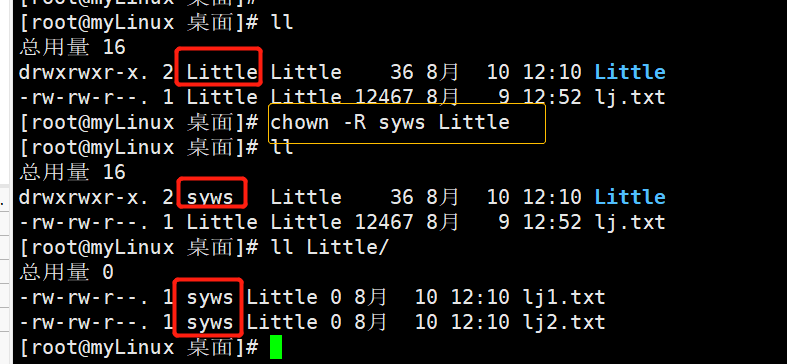 [root@myLinux 桌面]#
[root@myLinux 桌面]# ll
总用量 16
drwxrwxr-x. 2 Little Little    36 8月  10 12:10 Little
-rw-rw-r--. 1 Little Little 12467 8月   9 12:52 lj.txt
[root@myLinux 桌面]# chown -R syws Little
[root@myLinux 桌面]# ll
总用量 16
drwxrwxr-x. 2 syws   Little    36 8月  10 12:10 Little
-rw-rw-r--. 1 Little Little 12467 8月   9 12:52 lj.txt
[root@myLinux 桌面]# ll Little/
总用量 0
-rw-rw-r--. 1 syws Little 0 8月  10 12:10 lj1.txt
-rw-rw-r--. 1 syws Little 0 8月  10 12:10 lj2.txt
[root@myLinux 桌面]#